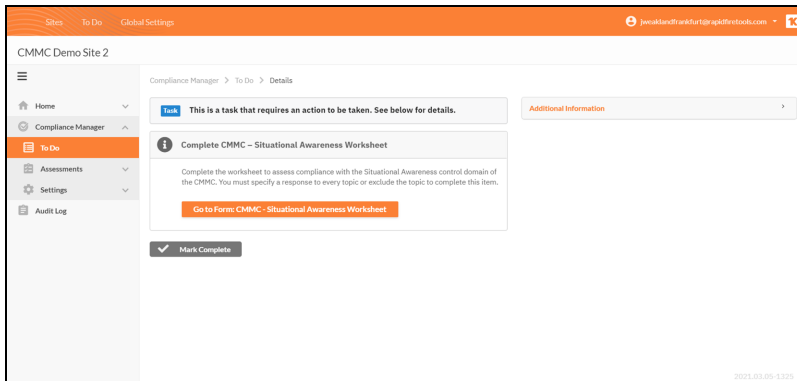 Sites To Do Global Settings
jwealdandfrankfurt@rapidfiretools.com
CMMC Demo Site 2
Compliance Manager > To Do > Details
Home
Compliance Manager
To Do
Assessments
Settings
Audit Log
Task This is a task that requires an action to be taken. See below for details.
Additional Information
Complete CMMC – Situational Awareness Worksheet
Complete the worksheet to assess compliance with the Situational Awareness control domain of
the CMMC. You must specify a response to every topic or exclude the topic to complete this item.
Go to Form: CMMC - Situational Awareness Worksheet
Mark Complete
2021.03.05-1325